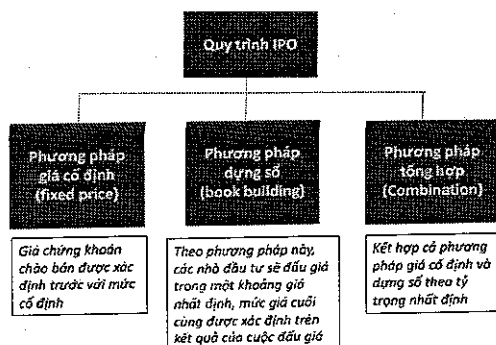 Quy trình IPO
Phương pháp
giá cố định
(fixed price)
Phương pháp
dựng sổ
(book building)
Phương pháp
tổng hợp
(Combination)
Giá chứng khoán
chào bán được xác
định trước với mức
cố định
Theo phương pháp này,
các nhà đầu tư sẽ đấu giá
trong một khoảng giá
nhất định, mức giá cuối
cùng được xác định trên
kết quả của cuộc đấu giá
Kết hợp cả phương
pháp giá cố định và
dựng sổ theo tỷ
trọng nhất định